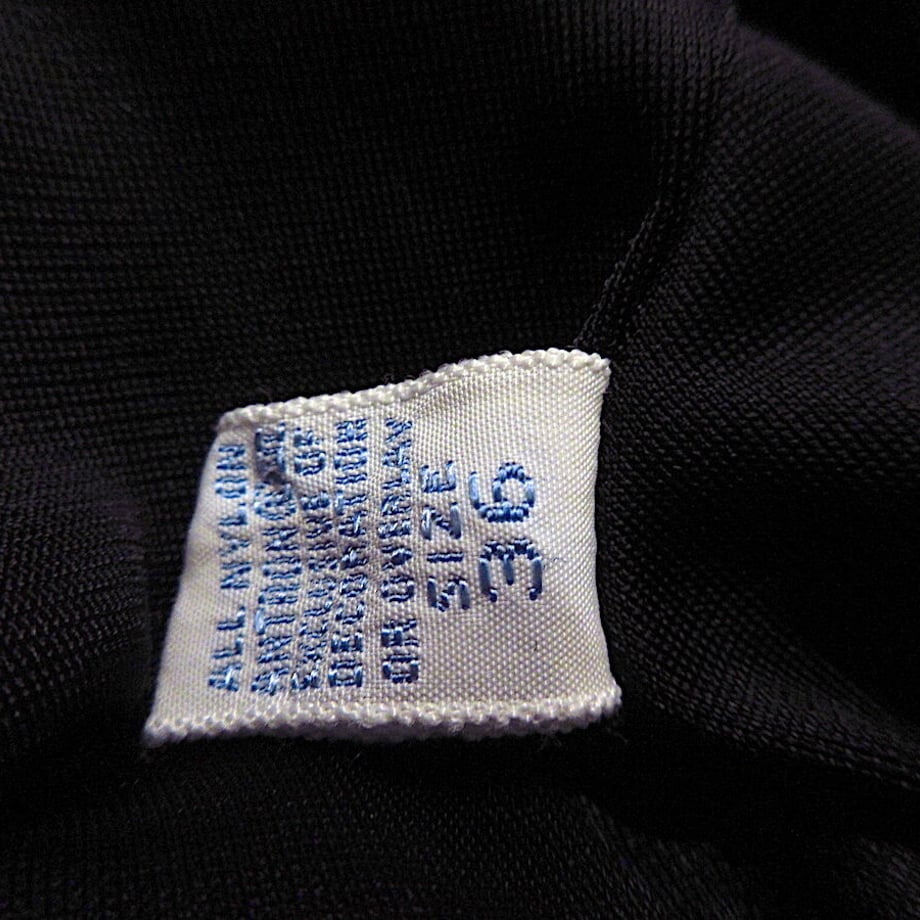 ALL NYLON
EXCLUSIVE OF
DECORATION
OR OVERLAY
SIZE
36